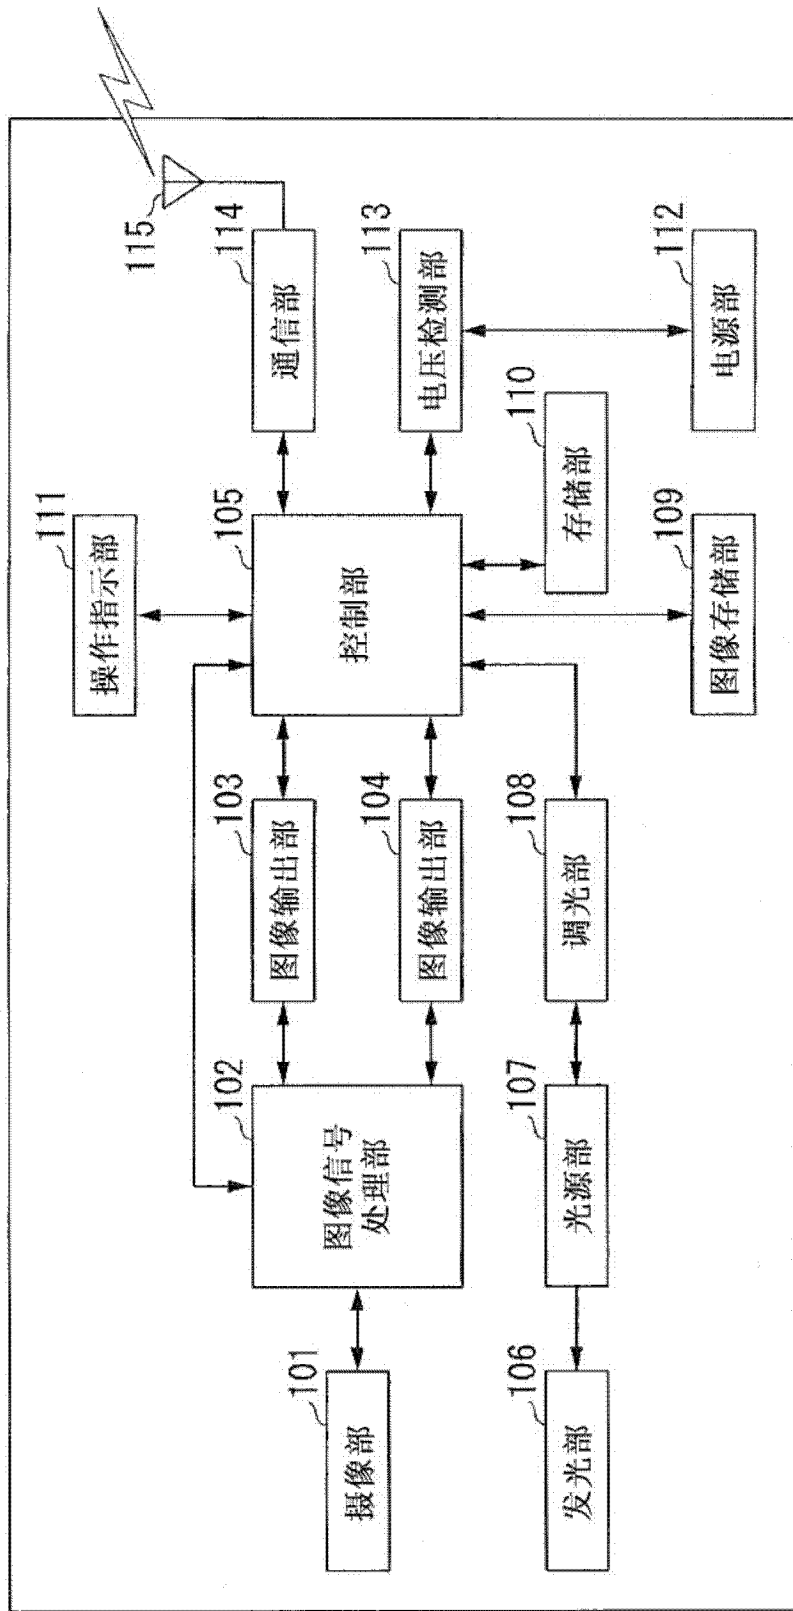 115
111
操作指示部
103
图像输出部
105
控制部
114
通信部
102
图像信号
处理部
104
图像输出部
113
电压检测部
101
摄像部
110
存储部
106
发光部
107
光源部
108
调光部
109
图像存储部
112
电源部